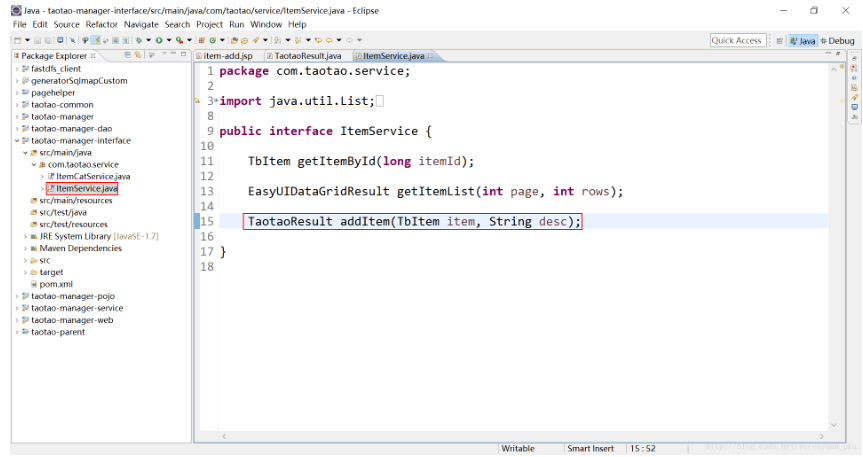 Java - taotao-manager-interface/src/main/java/com/taotao/service/ItemService.java - Eclipse
File Edit Source Refactor Navigate Search Project Run Window Help
Quick Access
Java
Debug
Package Explorer
item-add.jsp
TaotaoResult.java
ItemService.java
fastdfs_client
generatorSqlmapCustom
pagehelper
taotao-common
taotao-manager
taotao-manager-dao
taotao-manager-interface
src/main/java
com.taotao.service
ItemCatService.java
ItemService.java
src/main/resources
src/test/java
src/test/resources
JRE System Library [JavaSE-1.7]
Maven Dependencies
src
target
pom.xml
taotao-manager-pojo
taotao-manager-service
taotao-manager-web
taotao-parent
1 package com.taotao.service;
2
3 import java.util.List;
8
9 public interface ItemService {
10
11 TbItem getItemById(long itemId);
12
13 EasyUIDataGridResult getItemList(int page, int rows);
14
15 TaotaoResult addItem(TbItem item, String desc);
16
17 }
18
Writable
Smart Insert
15 : 52